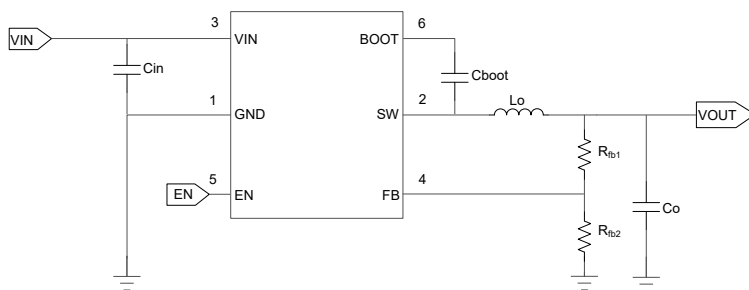 3
6
VIN
VIN
BOOT
Cin
Cboot
1
2
Lo
GND
SW
VOUT
Rfb1
5
4
EN
EN
FB
Rfb2
Co